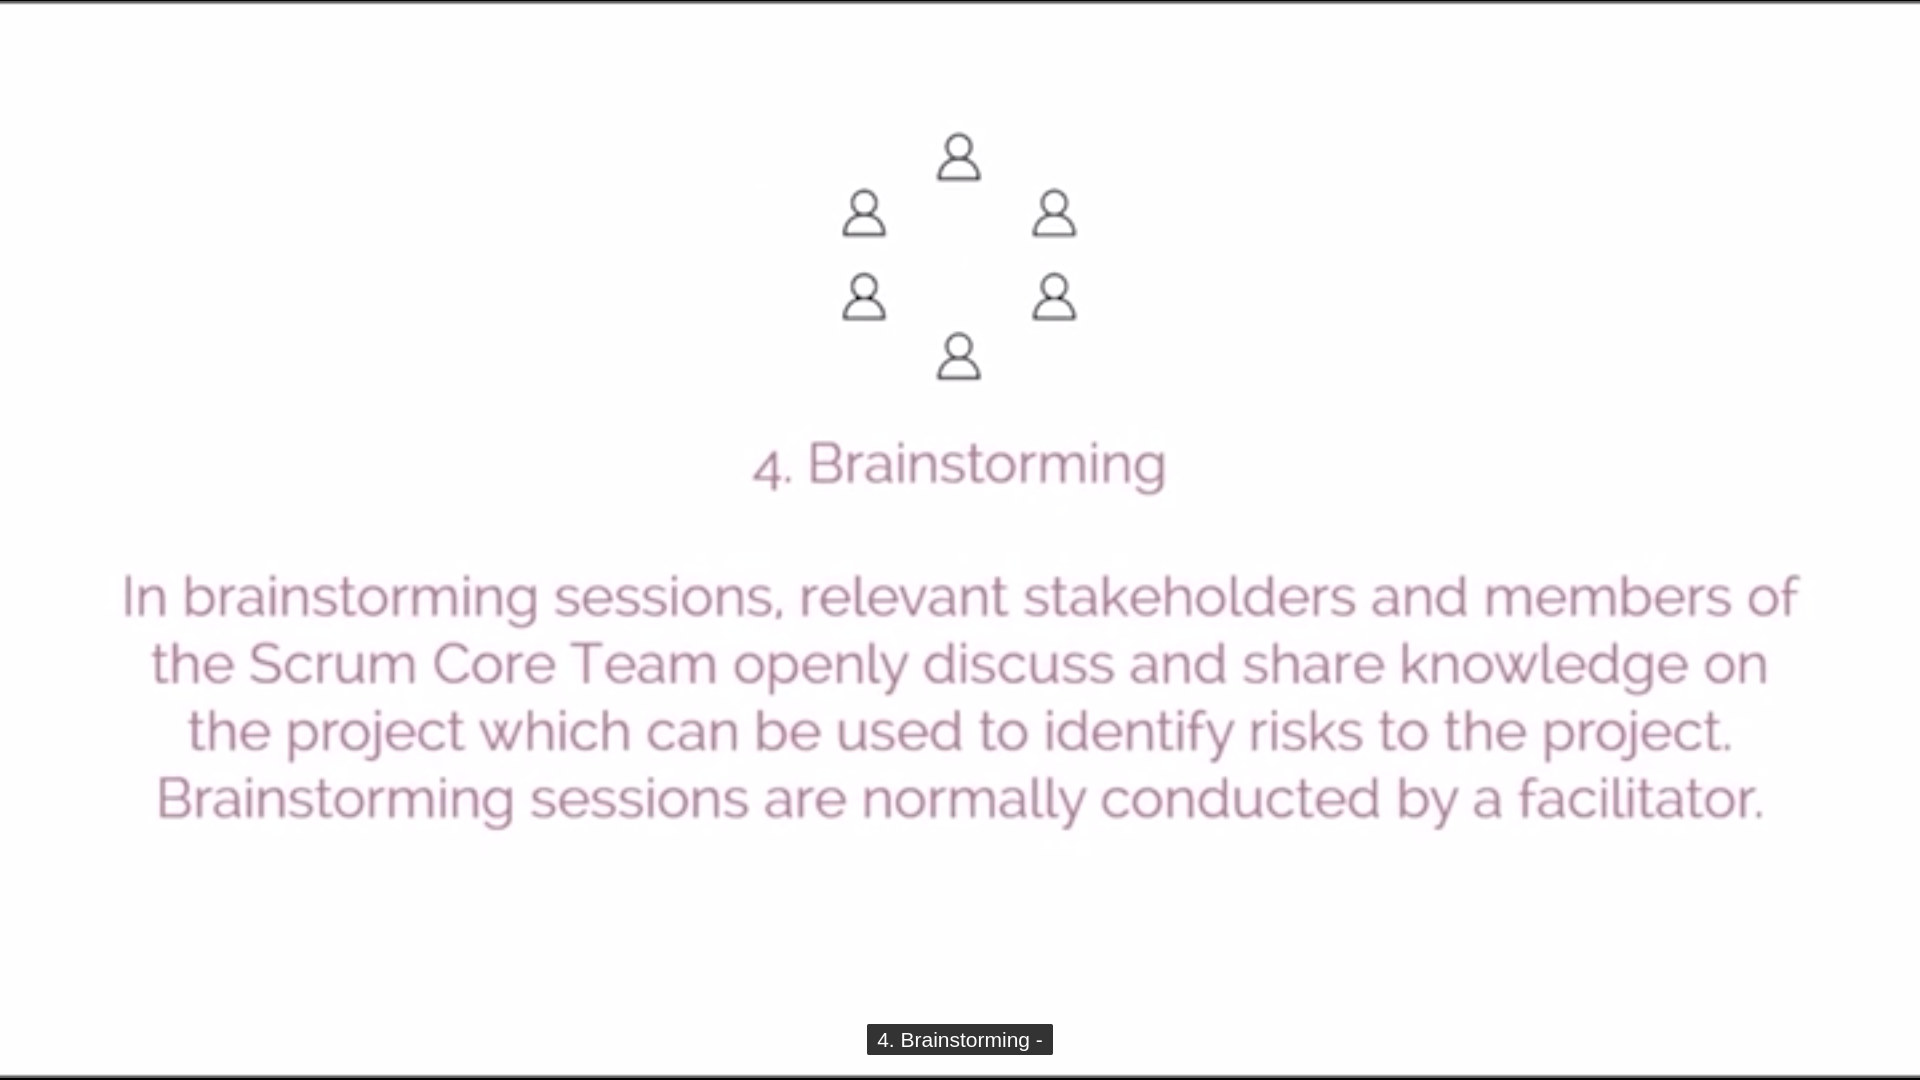 4. Brainstorming
In brainstorming sessions, relevant stakeholders and members of
the Scrum Core Team openly discuss and share knowledge on
the project which can be used to identify risks to the project.
Brainstorming sessions are normally conducted by a facilitator.
4. Brainstorming -